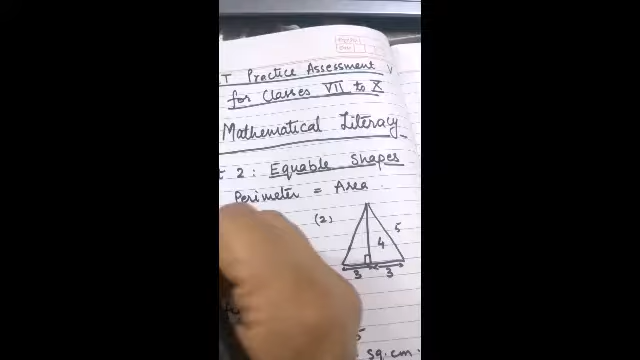 T Practice Assessment
for Classes VII to X
Mathematical Literacy
2 : Equable Shapes
Perimeter = Area
(2)
5
4
3 3
sq.cm.